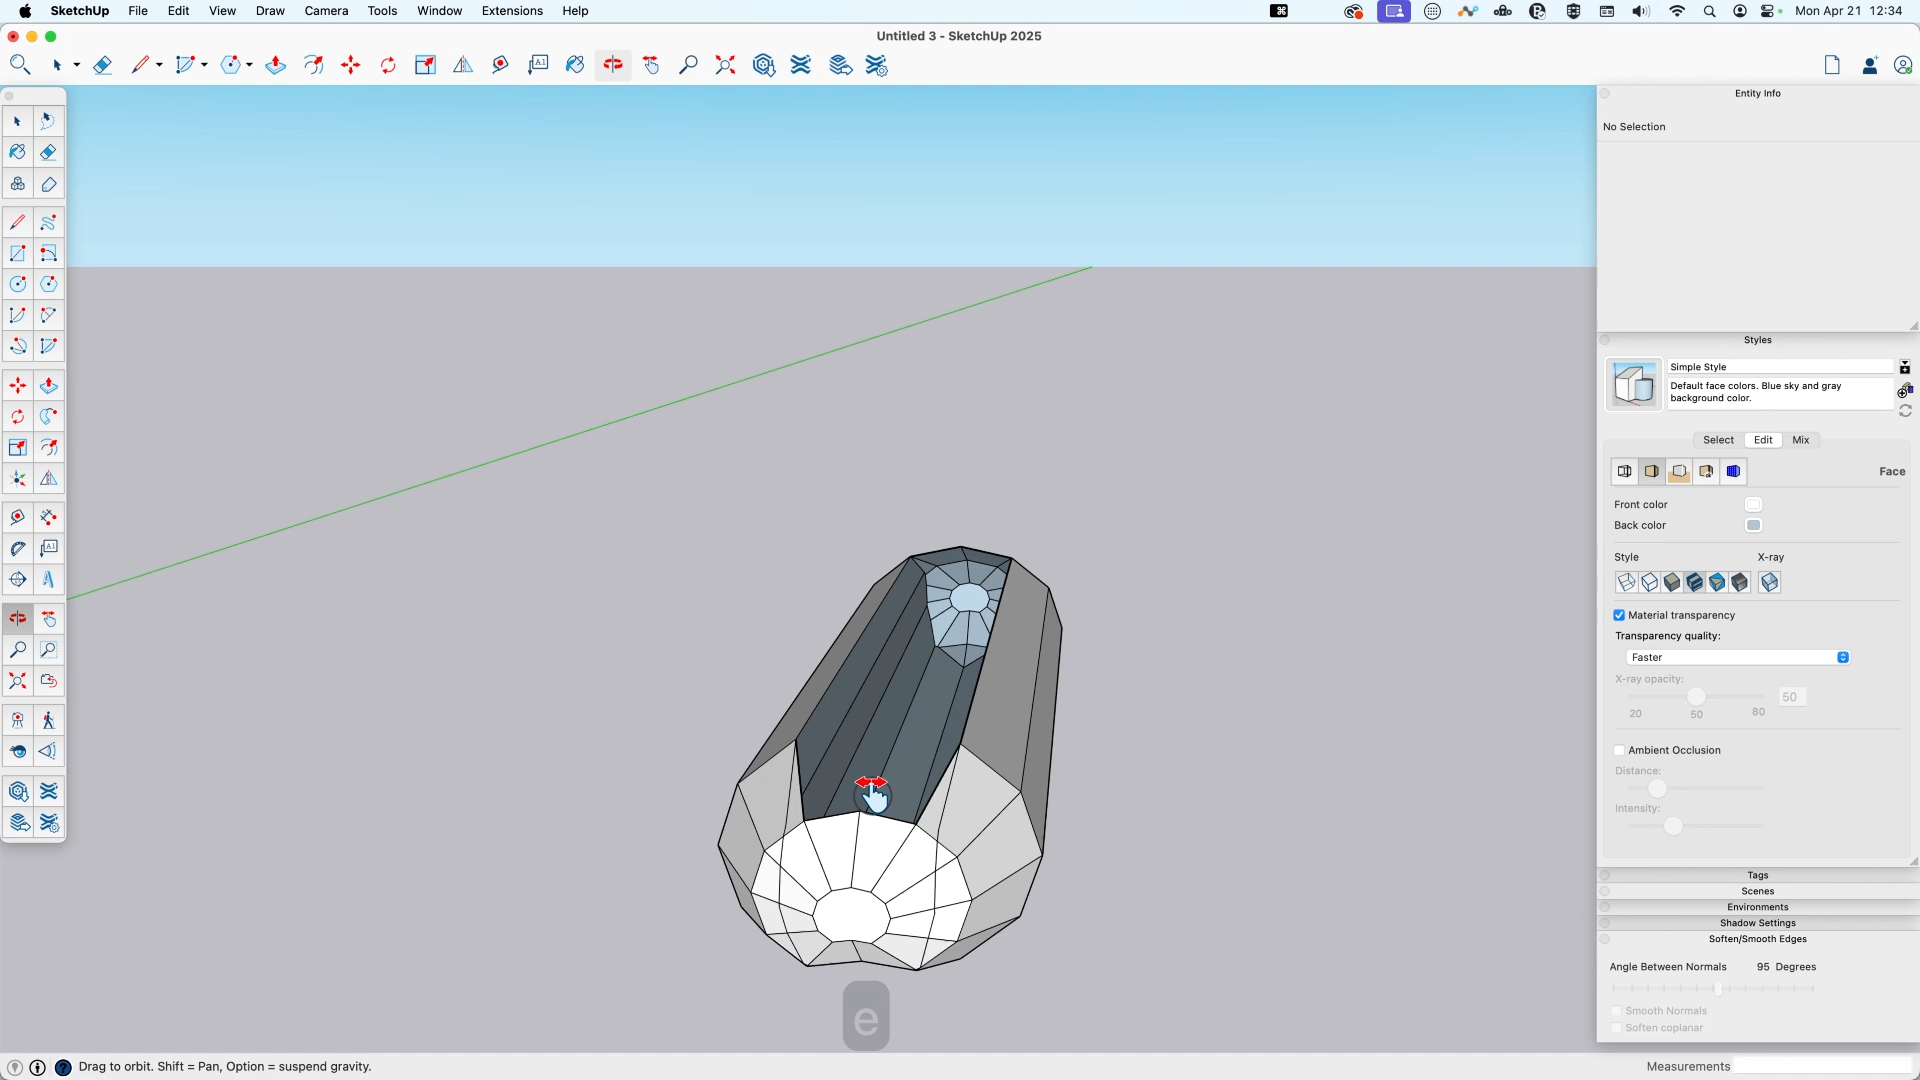 SketchUp File Edit View Draw Camera Tools Window Extensions Help Mon Apr 21 12:34
Untitled 3 - SketchUp 2025
Entity Info
No Selection
Styles
Simple Style
Default face colors. Blue sky and gray
background color.
Select Edit Mix
Face
Front color
Back color
Style X-ray
Material transparency
Transparency quality:
Faster
X-ray opacity:
50
20 50 80
Ambient Occlusion
Distance:
Intensity:
Tags
Scenes
Environments
Shadow Settings
Soften/Smooth Edges
Angle Between Normals 95 Degrees
Smooth Normals
Soften coplanar
e
Drag to orbit. Shift = Pan, Option = suspend gravity.
Measurements